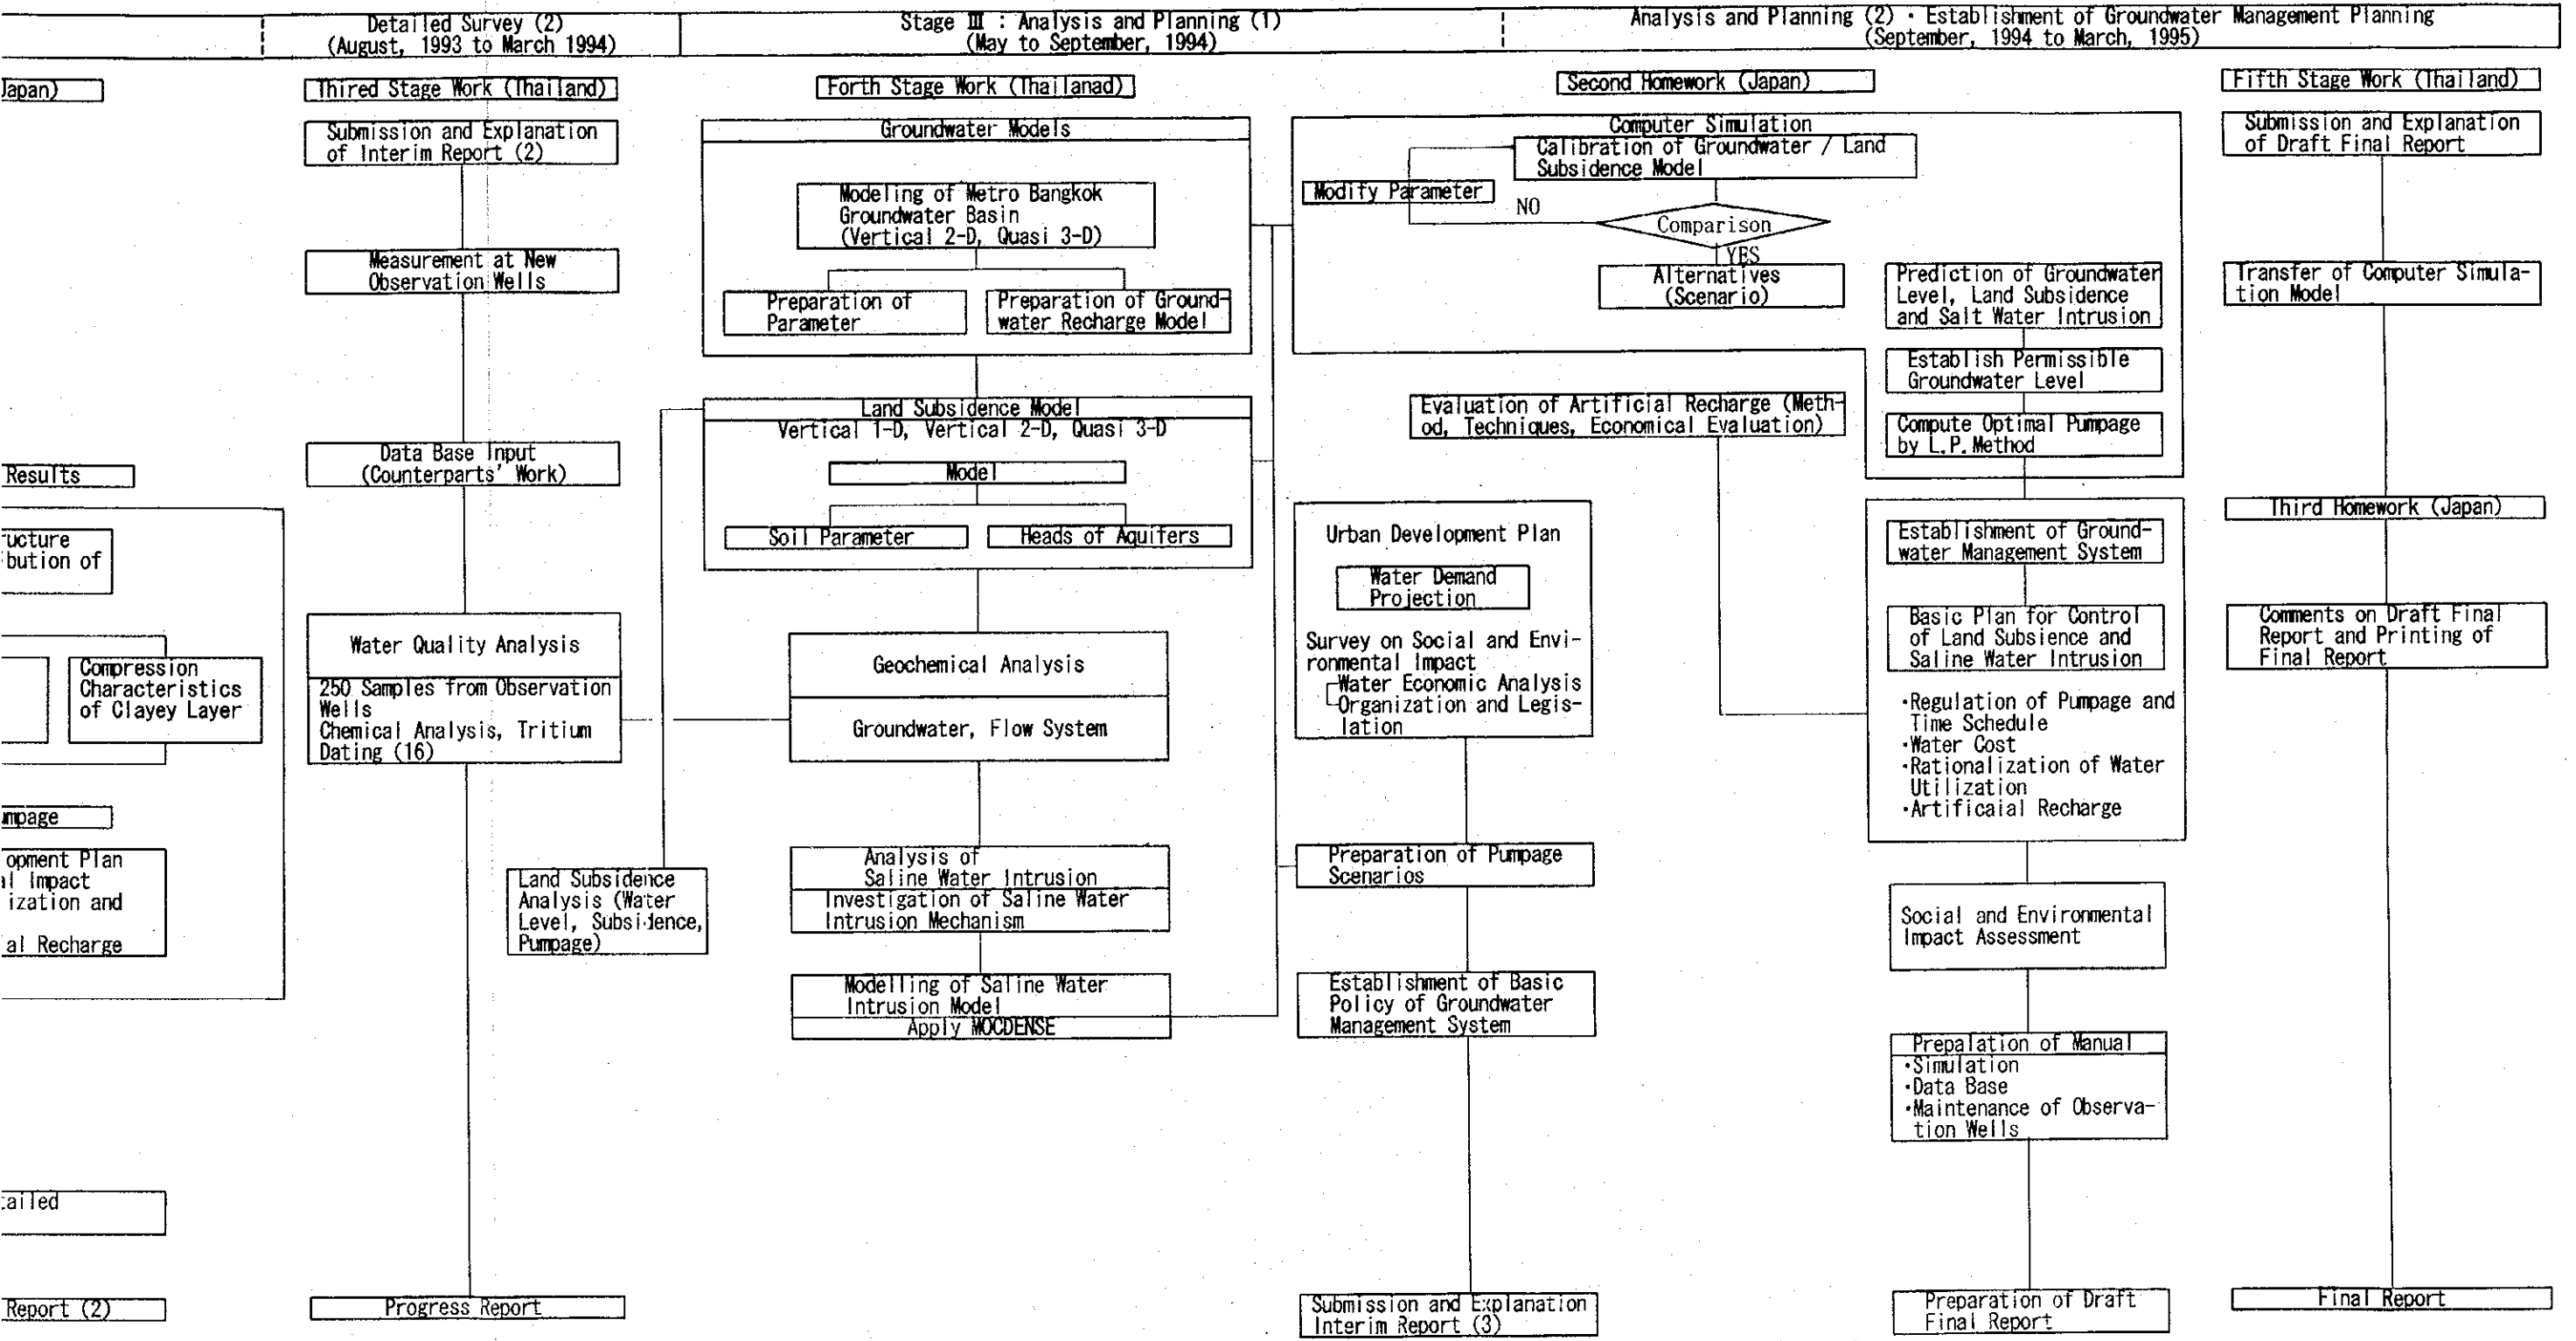 Detailed Survey (2)
(August, 1993 to March 1994)
Stage Ⅲ : Analysis and Planning (1)
(May to September, 1994)
Analysis and Planning (2) · Establishment of Groundwater Management Planning
(September, 1994 to March, 1995)
Japan)
Results
ructure
bution of
Compression
Characteristics
of Clayey Layer
umpage
opment Plan
al Impact
ization and
al Recharge
tailed
Report (2)
Thired Stage Work (Thailand)
Submission and Explanation
of Interim Report (2)
Measurement at New
Observation Wells
Data Base Input
(Counterparts' Work)
Water Quality Analysis
250 Samples from Observation
Wells
Chemical Analysis, Tritium
Dating (16)
Land Subsidence
Analysis (Water
Level, Subsidence,
Pumpage)
Progress Report
Forth Stage Work (Thailanad)
Groundwater Models
Modeling of Metro Bangkok
Groundwater Basin
(Vertical 2-D, Quasi 3-D)
Preparation of
Parameter
Preparation of Ground-
water Recharge Model
Land Subsidence Model
Vertical 1-D, Vertical 2-D, Quasi 3-D
Model
Soil Parameter
Heads of Aquifers
Geochemical Analysis
Groundwater, Flow System
Analysis of
Saline Water Intrusion
Investigation of Saline Water
Intrusion Mechanism
Modelling of Saline Water
Intrusion Model
Apply MOCDENSE
Second Homework (Japan)
Computer Simulation
Calibration of Groundwater / Land
Subsidence Model
Modify Parameter
NO
Comparison
YES
Alternatives
(Scenario)
Prediction of Groundwater
Level, Land Subsidence
and Salt Water Intrusion
Establish Permissible
Groundwater Level
Compute Optimal Pumpage
by L.P.Method
Evaluation of Artificial Recharge (Meth-
od, Techniques, Economical Evaluation)
Urban Development Plan
Water Demand
Projection
Survey on Social and Envi-
ronmental Impact
Water Economic Analysis
Organization and Legis-
lation
Preparation of Pumpage
Scenarios
Establishment of Basic
Policy of Groundwater
Management System
Submission and Explanation
Interim Report (3)
Establishment of Ground-
water Management System
Basic Plan for Control
of Land Subsience and
Saline Water Intrusion
·Regulation of Pumpage and
Time Schedule
·Water Cost
·Rationalization of Water
Utilization
·Artificaial Recharge
Social and Environmental
Impact Assessment
Prepalation of Manual
·Simulation
·Data Base
·Maintenance of Observa-
tion Wells
Preparation of Draft
Final Report
Fifth Stage Work (Thailand)
Submission and Explanation
of Draft Final Report
Transfer of Computer Simula-
tion Model
Third Homework (Japan)
Comments on Draft Final
Report and Printing of
Final Report
Final Report